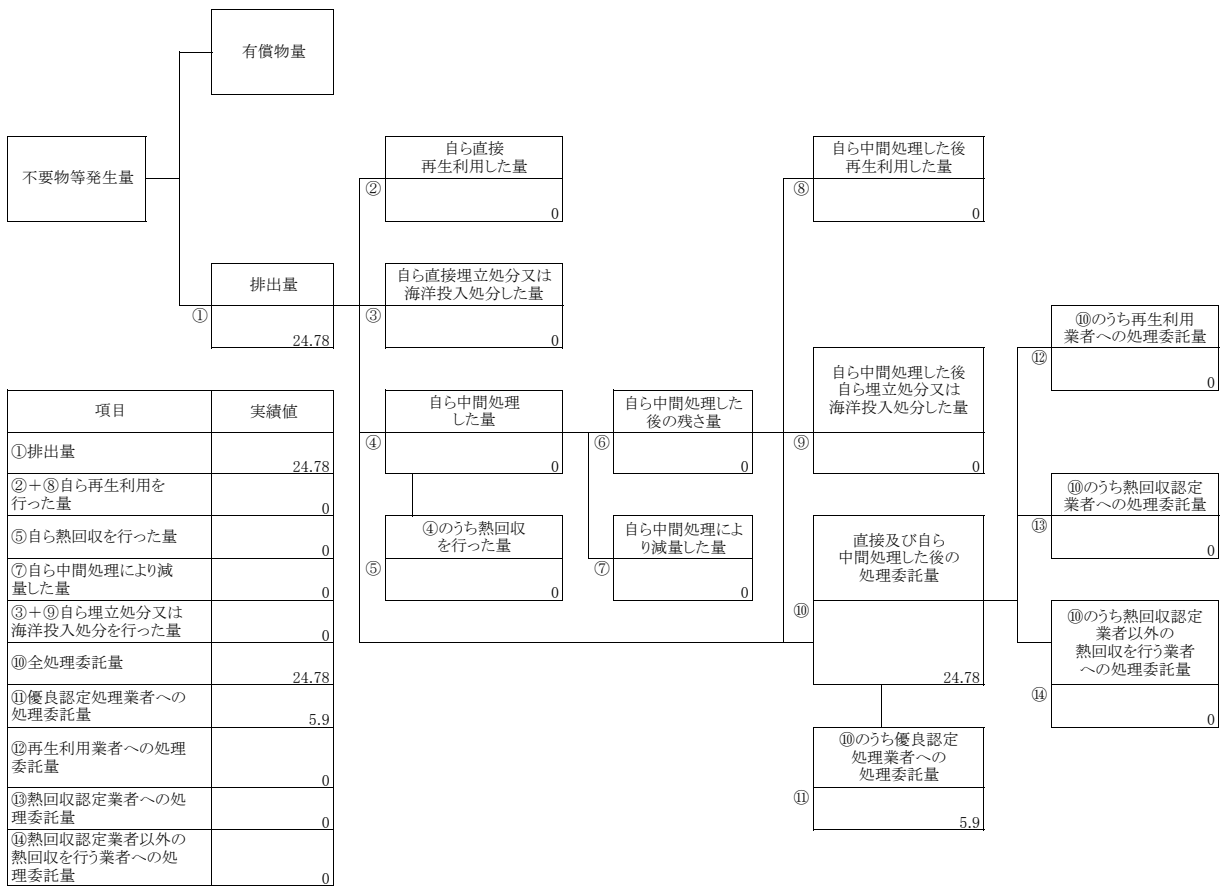 有償物量
不要物等発生量
排出量
①
24.78
自ら直接
再生利用した量
②
0
自ら直接埋立処分又は
海洋投入処分した量
③
0
自ら中間処理
した量
④
0
④のうち熱回収
を行った量
⑤
0
自ら中間処理した
後の残さ量
⑥
0
自ら中間処理によ
り減量した量
⑦
0
自ら中間処理した後
再生利用した量
⑧
0
自ら中間処理した後
自ら埋立処分又は
海洋投入処分した量
⑨
0
直接及び自ら
中間処理した後の
処理委託量
⑩
24.78
⑩のうち優良認定
処理業者への
処理委託量
⑪
5.9
⑩のうち再生利用
業者への処理委託量
⑫
0
⑩のうち熱回収認定
業者への処理委託量
⑬
0
⑩のうち熱回収認定
業者以外の
熱回収を行う業者
への処理委託量
⑭
0
項目 実績値
①排出量
24.78
②+⑧自ら再生利用を
行った量
0
⑤自ら熱回収を行った量
0
⑦自ら中間処理により減
量した量
0
③+⑨自ら埋立処分又は
海洋投入処分を行った量
0
⑩全処理委託量
24.78
⑪優良認定処理業者への
処理委託量
5.9
⑫再生利用業者への処理
委託量
0
⑬熱回収認定業者への処
理委託量
0
⑭熱回収認定業者以外の
熱回収を行う業者への処
理委託量
0